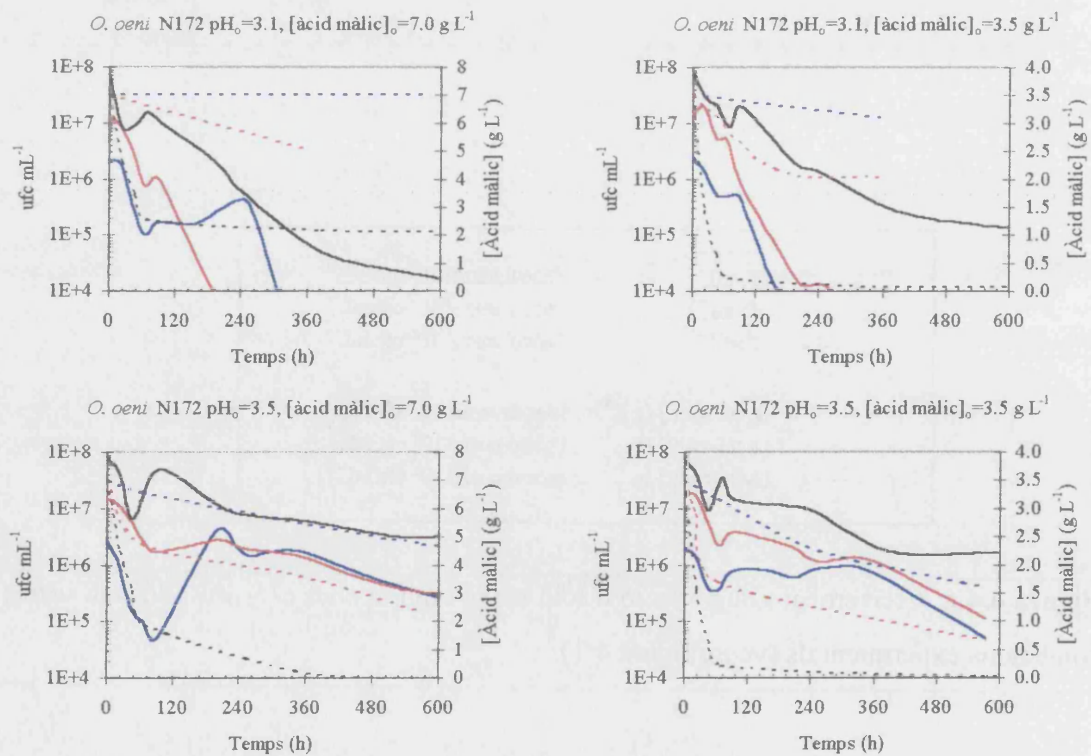 O. oeni N172 pHo=3.1, [àcid màlic]o=7.0 g L-1
1E+8
1E+7
1E+6
1E+5
1E+4
ufc mL-1
8
7
6
5
4
3
2
1
0
[Àcid màlic] (g L-1)
0 120 240 360 480 600
Temps (h)
O. oeni N172 pHo=3.1, [àcid màlic]o=3.5 g L-1
1E+8
1E+7
1E+6
1E+5
1E+4
ufc mL-1
4.0
3.5
3.0
2.5
2.0
1.5
1.0
0.5
0.0
[Àcid màlic] (g L-1)
0 120 240 360 480 600
Temps (h)
O. oeni N172 pHo=3.5, [àcid màlic]o=7.0 g L-1
1E+8
1E+7
1E+6
1E+5
1E+4
ufc mL-1
8
7
6
5
4
3
2
1
0
[Àcid màlic] (g L-1)
0 120 240 360 480 600
Temps (h)
O. oeni N172 pHo=3.5, [àcid màlic]o=3.5 g L-1
1E+8
1E+7
1E+6
1E+5
1E+4
ufc mL-1
4.0
3.5
3.0
2.5
2.0
1.5
1.0
0.5
0.0
[Àcid màlic] (g L-1)
0 120 240 360 480 600
Temps (h)